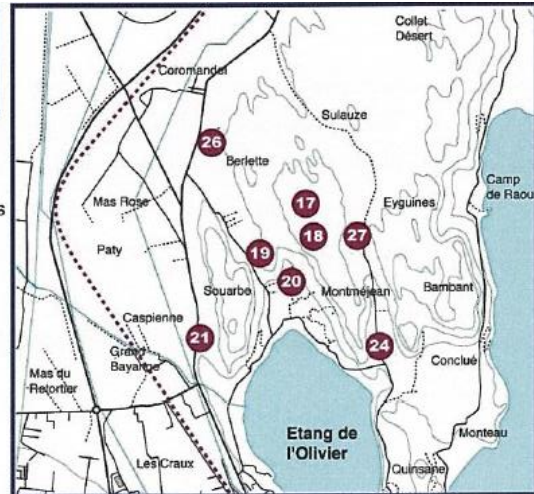 Collet
Désert
Coromandel
Sulauze
26
Berlette
Camp
de Raou
17
Mas Rose
Eyguines
s
18
27
Paty
19
20
Souarbe
Montméjean
Bambant
Caspienne
21
24
Grand
Bayange
Conclué
Mas du
Retortier
Etang de
l'Olivier
Monteau
Les Craux
Quinsane